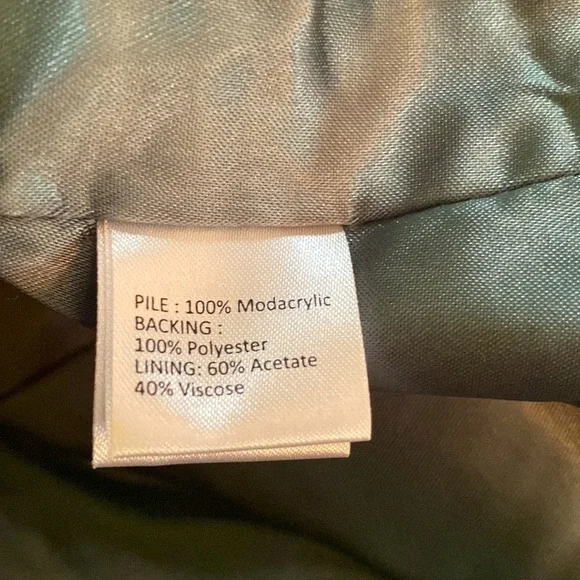 PILE : 100% Modacrylic
BACKING :
100% Polyester
LINING: 60% Acetate
40% Viscose